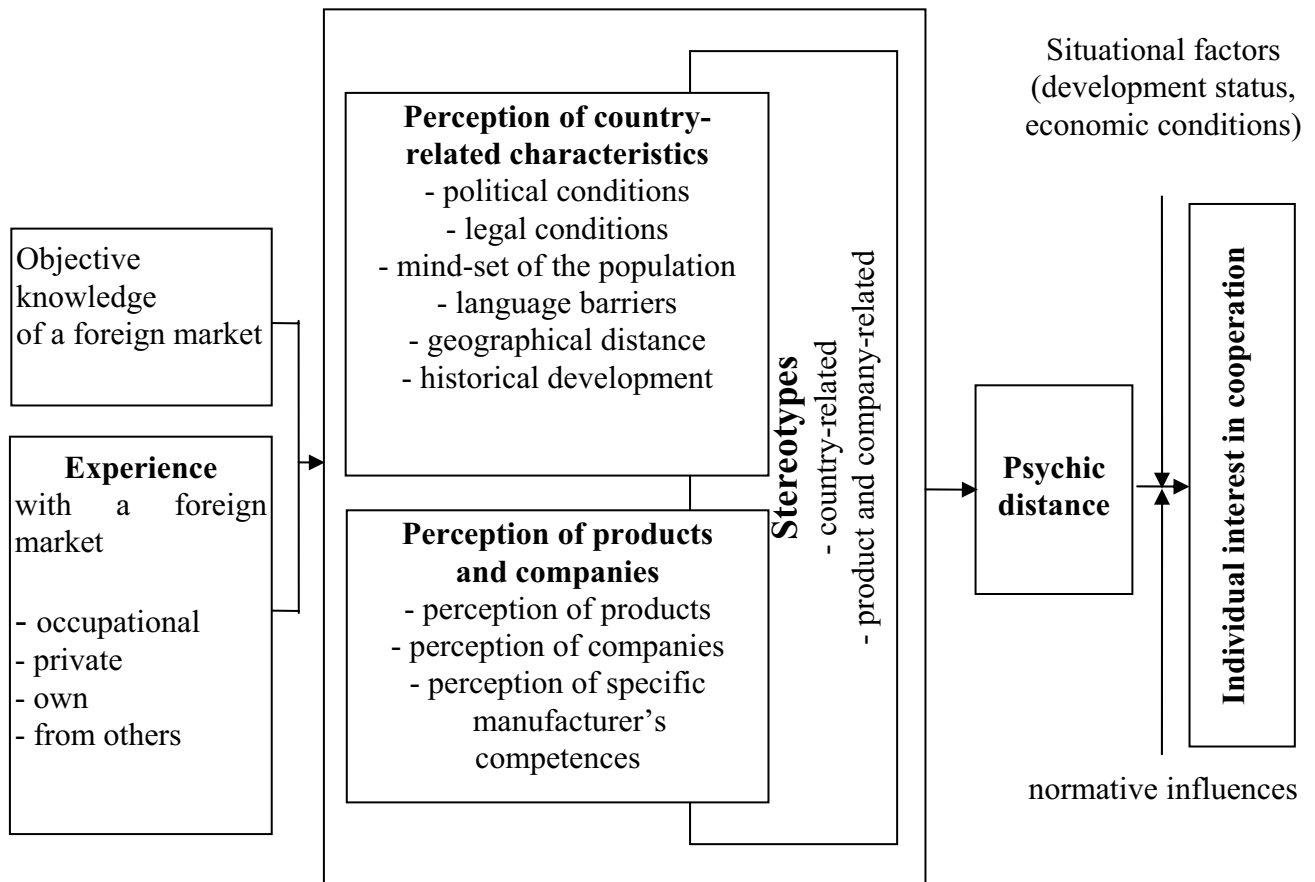 Objective
knowledge
of a foreign market
Experience
with a foreign
market
- occupational
- private
- own
- from others
Perception of country-
related characteristics
- political conditions
- legal conditions
- mind-set of the population
- language barriers
- geographical distance
- historical development
Perception of products
and companies
- perception of products
- perception of companies
- perception of specific
manufacturer’s
competences
Stereotypes
- country-related
- product and company-related
Psychic
distance
Situational factors
(development status,
economic conditions)
Individual interest in cooperation
normative influences